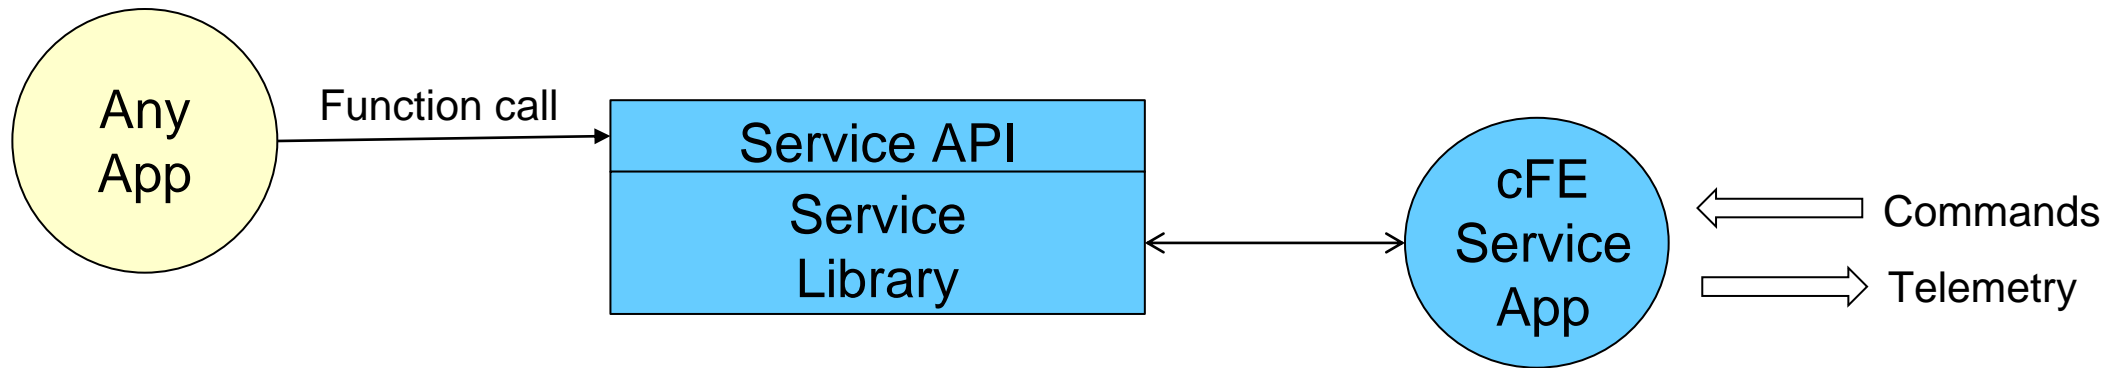 Any
App
Function call
Service API
Service
Library
cFE
Service
App
Commands
Telemetry